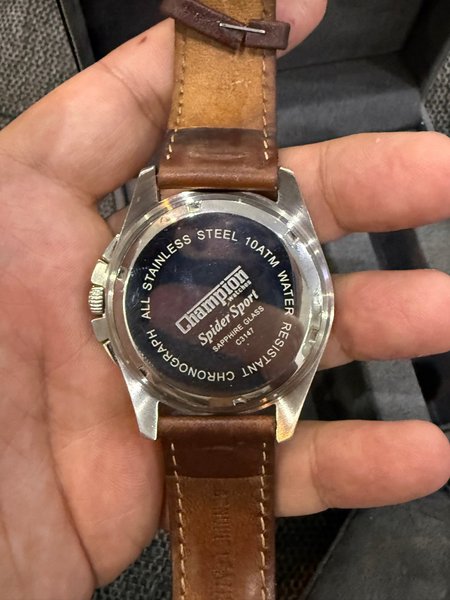 ALL STAINLESS STEEL 10ATM WATER RESISTANT CHRONOGRAPH
Champion
watches
Spider Sport
SAPPHIRE GLASS
C3147